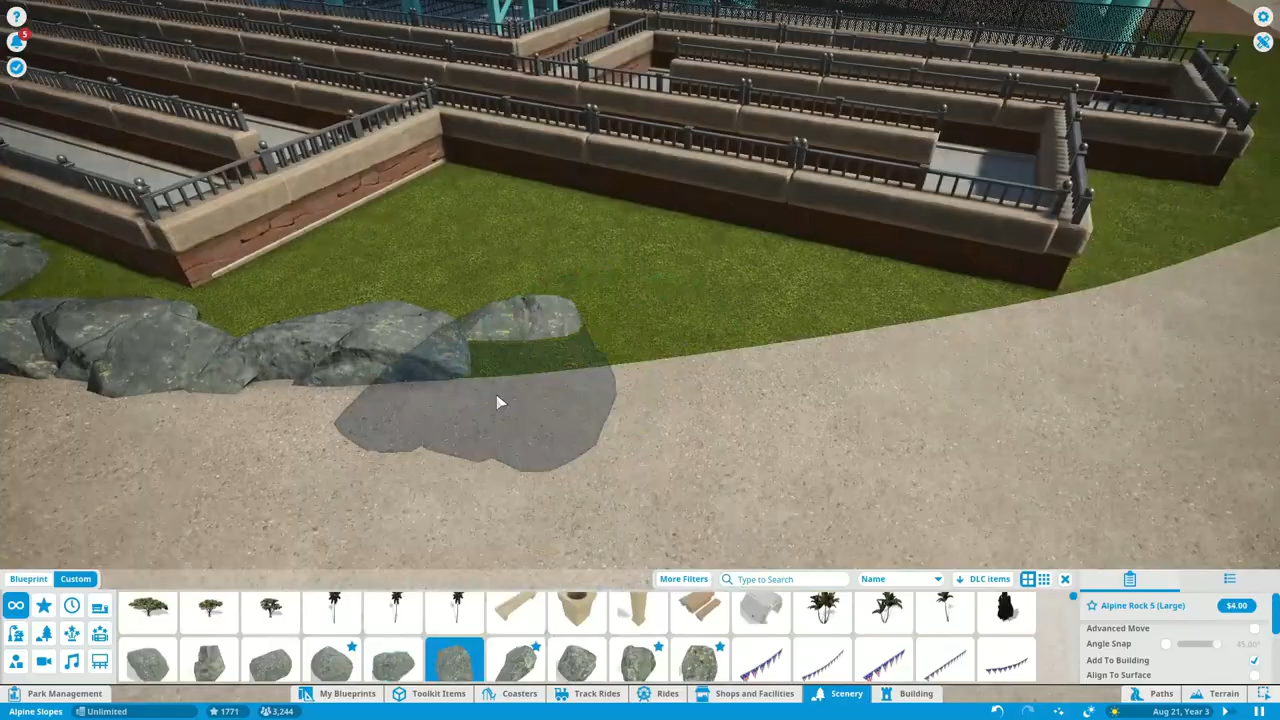 ?
5
Blueprint Custom
More Filters Type to Search Name DLC items
Alpine Rock 5 (Large) $4.00
Advanced Move
Angle Snap 45.00°
Add To Building
Align To Surface
Park Management My Blueprints Toolkit Items Coasters Track Rides Rides Shops and Facilities Scenery Building Paths Terrain
Alpine Slopes Unlimited 1771 3,244 Aug 21, Year 3